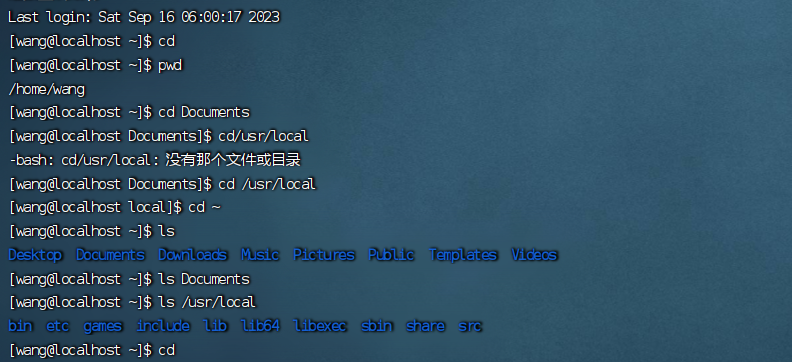 Last login: Sat Sep 16 06:00:17 2023
[wang@localhost ~]$ cd
[wang@localhost ~]$ pwd
/home/wang
[wang@localhost ~]$ cd Documents
[wang@localhost Documents]$ cd/usr/local
-bash: cd/usr/local: 没有那个文件或目录
[wang@localhost Documents]$ cd /usr/local
[wang@localhost local]$ cd ~
[wang@localhost ~]$ ls
Desktop  Documents  Downloads  Music  Pictures  Public  Templates  Videos
[wang@localhost ~]$ ls Documents
[wang@localhost ~]$ ls /usr/local
bin  etc  games  include  lib  lib64  libexec  sbin  share  src
[wang@localhost ~]$ cd